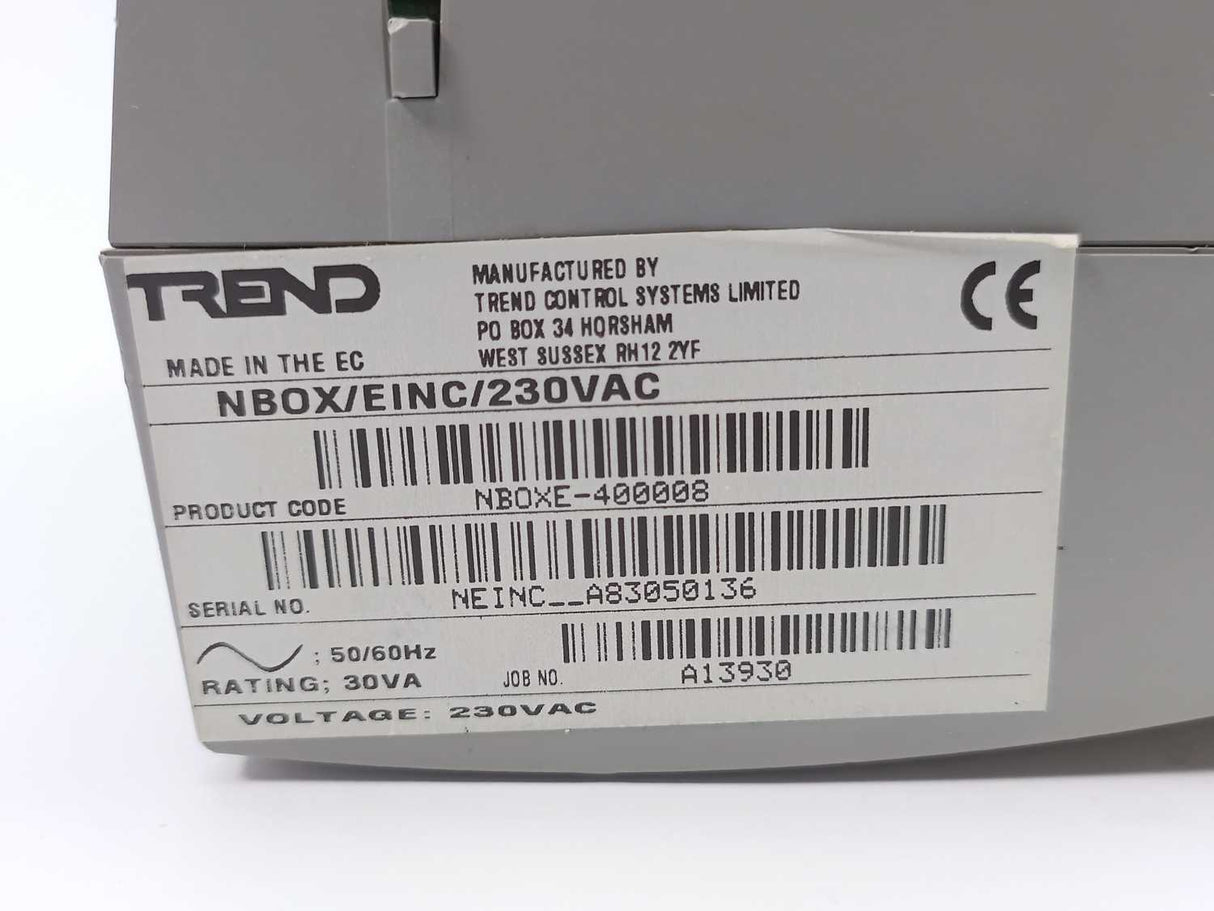 TREND
MANUFACTURED BY
TREND CONTROL SYSTEMS LIMITED
PO BOX 34 HORSHAM
WEST SUSSEX RH12 2YF
CE
MADE IN THE EC
NBOX/EINC/230VAC
PRODUCT CODE NBOXE-400008
SERIAL NO. NEINC__A83050136
; 50/60Hz
RATING; 30VA JOB NO. A13930
VOLTAGE: 230VAC